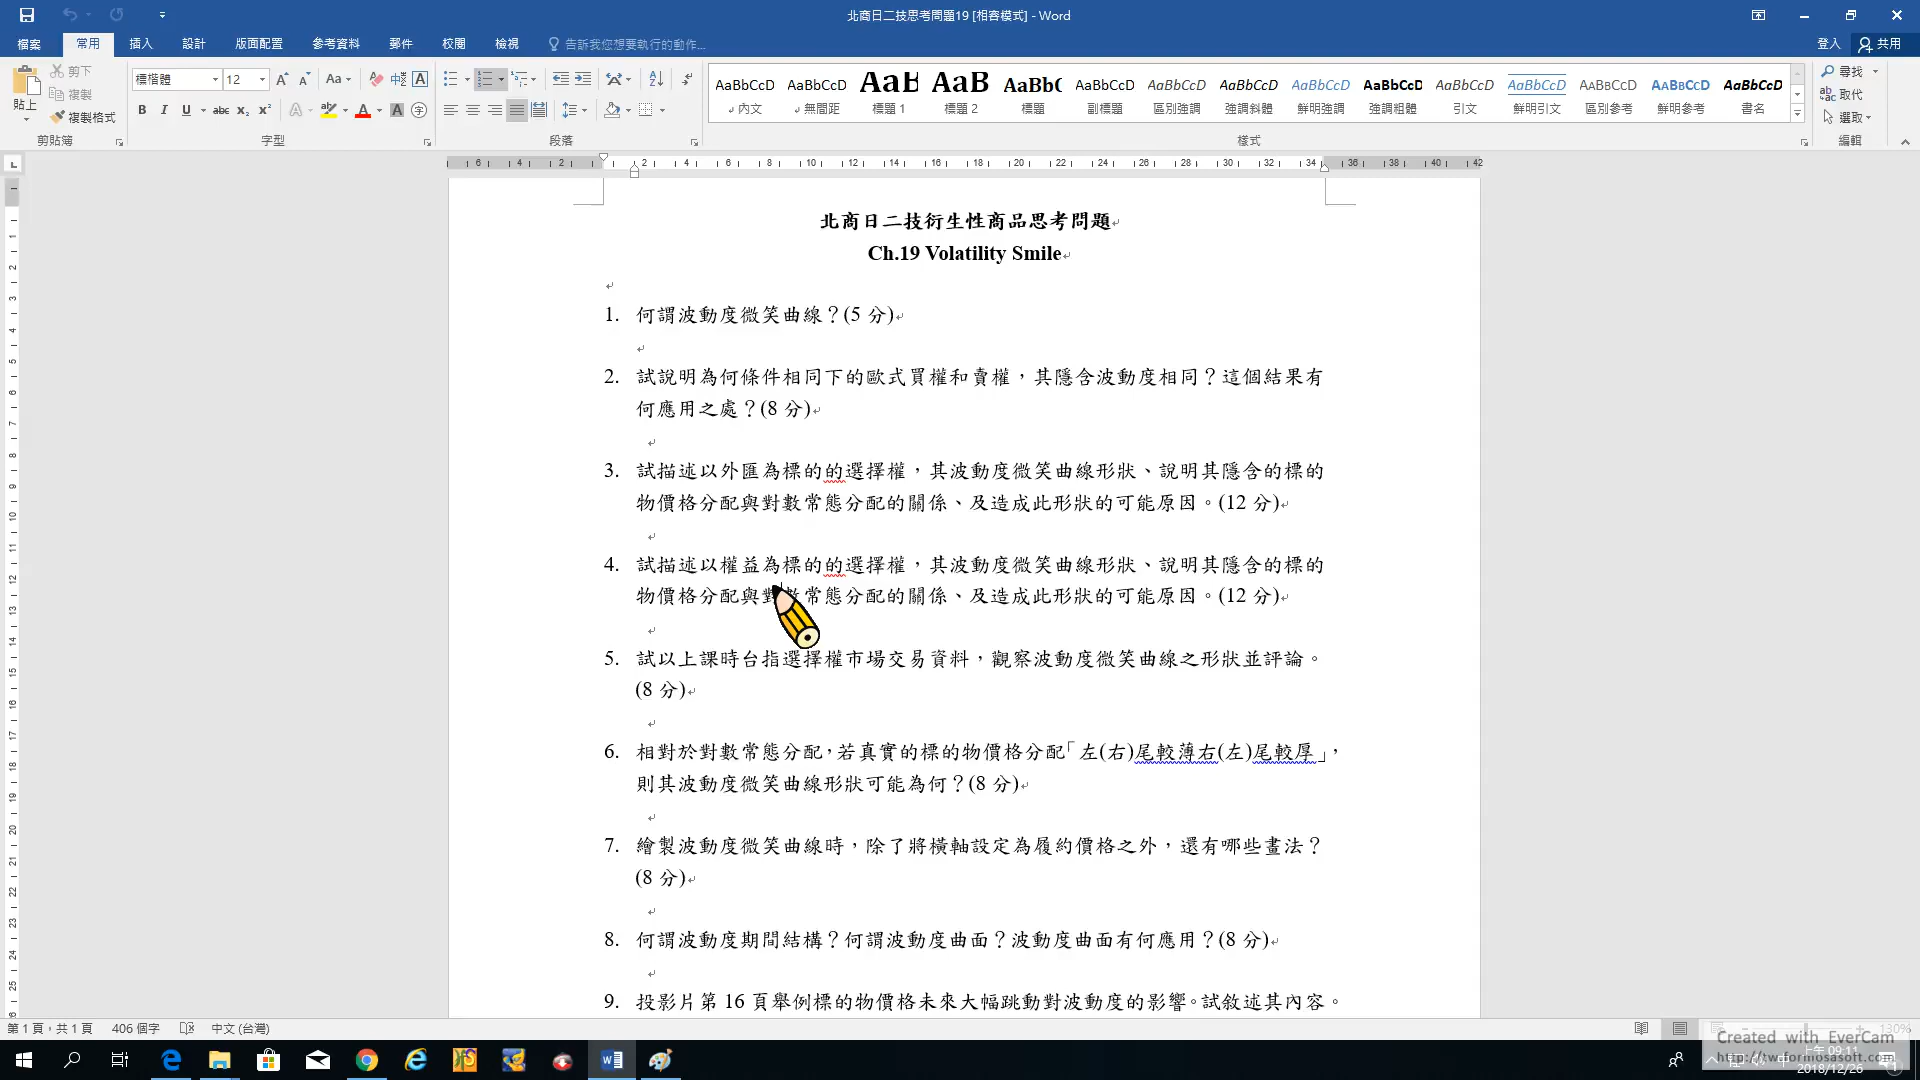 北商日二技思考問題19 [相容模式] - Word
檔案 常用 插入 設計 版面配置 參考資料 郵件 校閱 檢視 告訴我您想要執行的動作... 登入 共用
剪下
複製
貼上 複製格式
標楷體 12
AaBbCcD AaBbCcD AaB AaB AaBb( AaBbCcD AaBbCcD AaBbCcD AaBbCcD AaBbCcD AaBbCcD AaBbCcD AaBbCcD AaBbCcD AaBbCcD
內文 無間距 標題 1 標題 2 標題 副標題 區別強調 強調斜體 鮮明強調 強調粗體 引文 鮮明引文 區別參考 鮮明參考 書名
尋找
取代
選取
剪貼簿 字型 段落 樣式 編輯
北商日二技衍生性商品思考問題
Ch.19 Volatility Smile
1. 何謂波動度微笑曲線？(5 分)
2. 試說明為何條件相同下的歐式買權和賣權，其隱含波動度相同？這個結果有
何應用之處？(8 分)
3. 試描述以外匯為標的的選擇權，其波動度微笑曲線形狀、說明其隱含的標的
物價格分配與對數常態分配的關係、及造成此形狀的可能原因。(12 分)
4. 試描述以權益為標的的選擇權，其波動度微笑曲線形狀、說明其隱含的標的
物價格分配與對數常態分配的關係、及造成此形狀的可能原因。(12 分)
5. 試以上課時台指選擇權市場交易資料，觀察波動度微笑曲線之形狀並評論。
(8 分)
6. 相對於對數常態分配，若真實的標的物價格分配「左(右)尾較薄右(左)尾較厚」，
則其波動度微笑曲線形狀可能為何？(8 分)
7. 繪製波動度微笑曲線時，除了將橫軸設定為履約價格之外，還有哪些畫法？
(8 分)
8. 何謂波動度期間結構？何謂波動度曲面？波動度曲面有何應用？(8 分)
9. 投影片第 16 頁舉例標的物價格未來大幅跳動對波動度的影響。試敘述其內容。
第 1 頁，共 1 頁 406 個字 中文 (台灣) 130%
Created with EverCam
http://tw.formosasoft.com
上午 09:11
2018/12/26